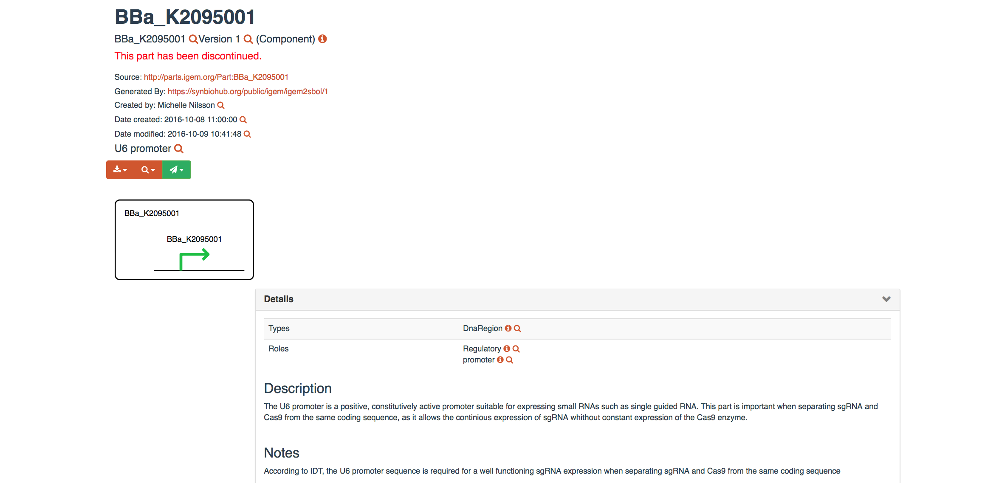 BBa_K2095001
BBa_K2095001 Version 1 (Component)
This part has been discontinued.
Source: http://parts.igem.org/Part:BBa_K2095001
Generated By: https://synbiohub.org/public/igem/igem2sbol/1
Created by: Michelle Nilsson
Date created: 2016-10-08 11:00:00
Date modified: 2016-10-09 10:41:48
U6 promoter
BBa_K2095001
BBa_K2095001
Details
Types DnaRegion
Roles Regulatory
promoter
Description
The U6 promoter is a positive, constitutively active promoter suitable for expressing small RNAs such as single guided RNA. This part is important when separating sgRNA and
Cas9 from the same coding sequence, as it allows the continious expression of sgRNA whithout constant expression of the Cas9 enzyme.
Notes
According to IDT, the U6 promoter sequence is required for a well functioning sgRNA expression when separating sgRNA and Cas9 from the same coding sequence